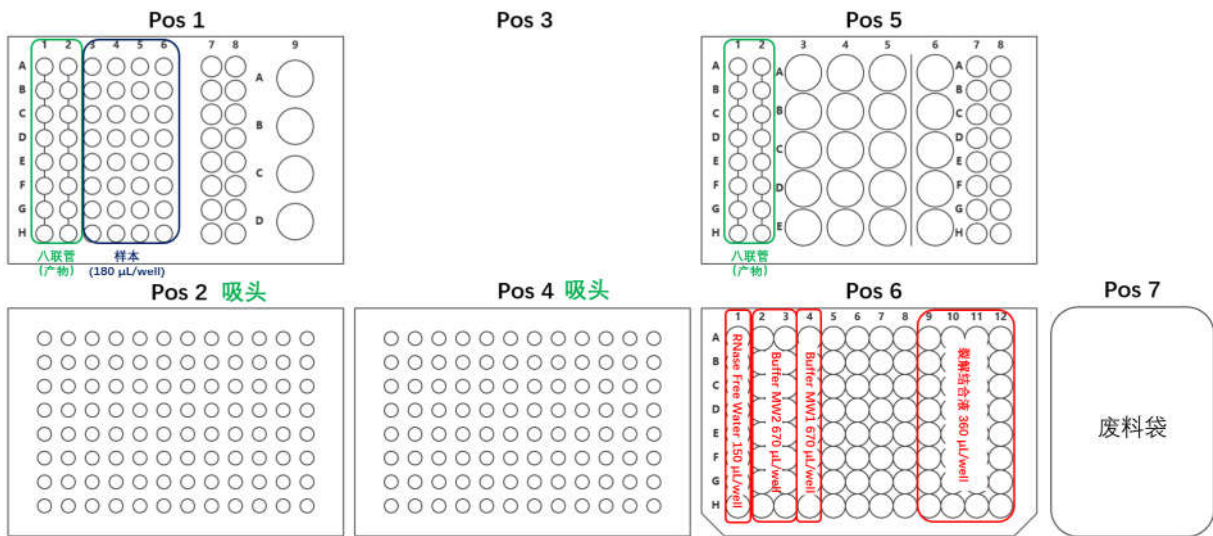 Pos 1
Pos 3
Pos 5
1 2 3 4 5 6 7 8 9
A
B
C
D
E
F
G
H
A
B
C
D
八联管
(产物)
样本
(180 μL/well)
1 2 3 4 5 6 7 8
A
B
C
D
E
F
G
H
A
B
C
D
E
A
B
C
D
E
F
G
H
八联管
(产物)
Pos 2 吸头
Pos 4 吸头
Pos 6
Pos 7
1 2 3 4 5 6 7 8 9 10 11 12
A
B
C
D
E
F
G
H
RNase Free Water 150 μL/well
Buffer MW2 670 μL/well
Buffer MW1 670 μL/well
裂解结合液 360 μL/well
废料袋